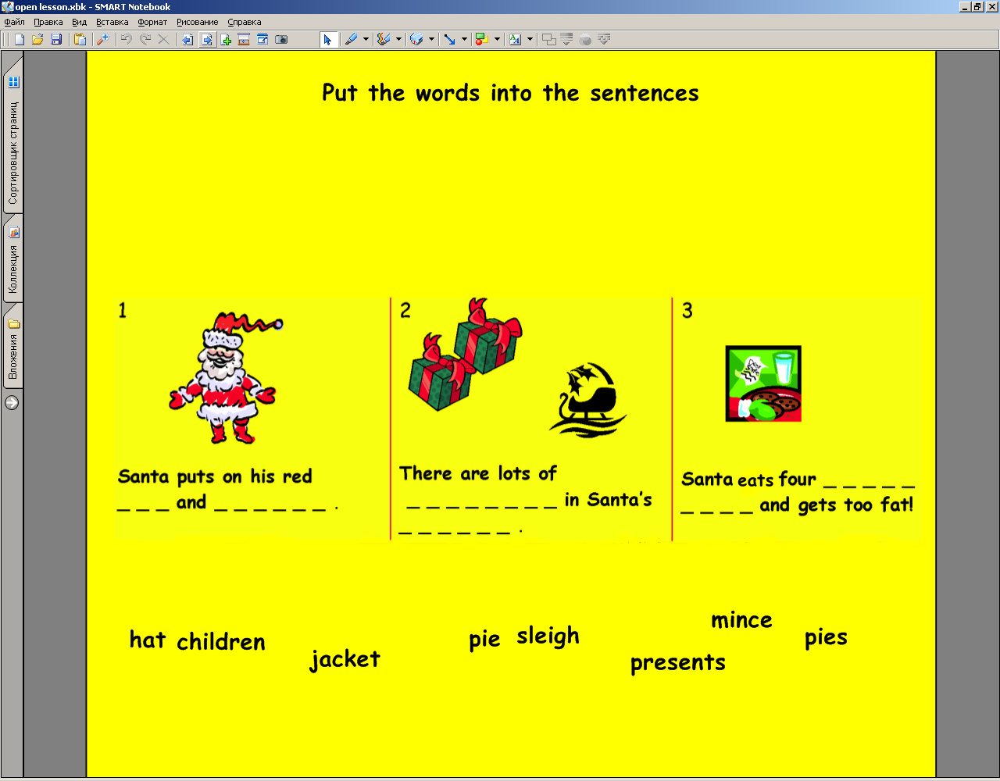 open lesson.xbk - SMART Notebook
Файл Правка Вид Вставка Формат Рисование Справка
Сортировщик страниц
Коллекция
Вложения
Put the words into the sentences
1
Santa puts on his red
_ _ _ and _ _ _ _ _ _ .
2
There are lots of
_ _ _ _ _ _ _ _ in Santa's
_ _ _ _ _ _ .
3
Santa eats four _ _ _ _ _
_ _ _ _ and gets too fat!
hat children jacket pie sleigh presents mince pies